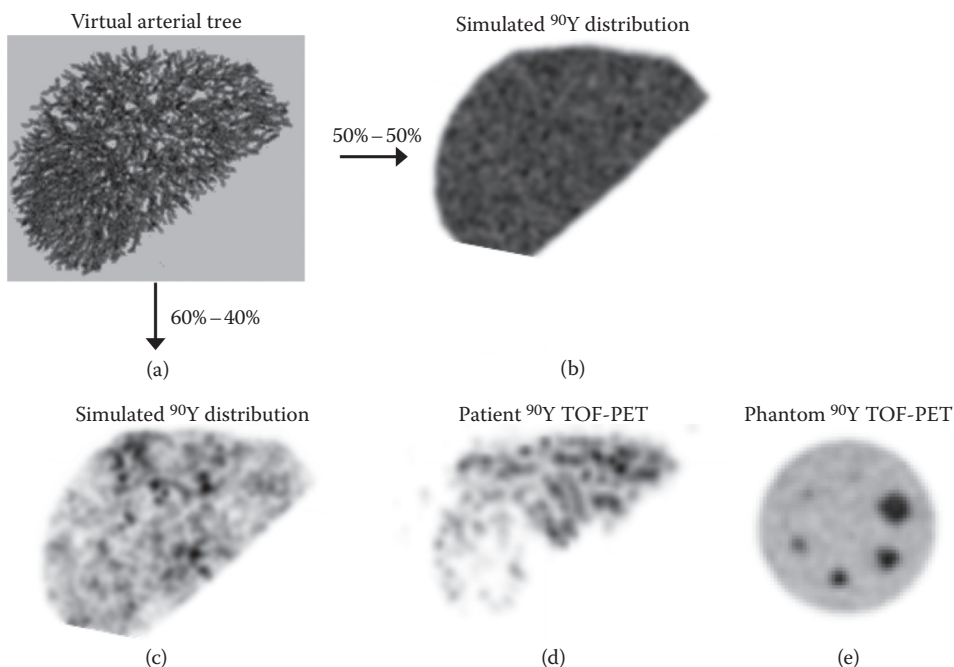 Virtual arterial tree
Simulated ⁹⁰Y distribution
50%–50%
60%–40%
(a)
(b)
Simulated ⁹⁰Y distribution
Patient ⁹⁰Y TOF-PET
Phantom ⁹⁰Y TOF-PET
(c)
(d)
(e)